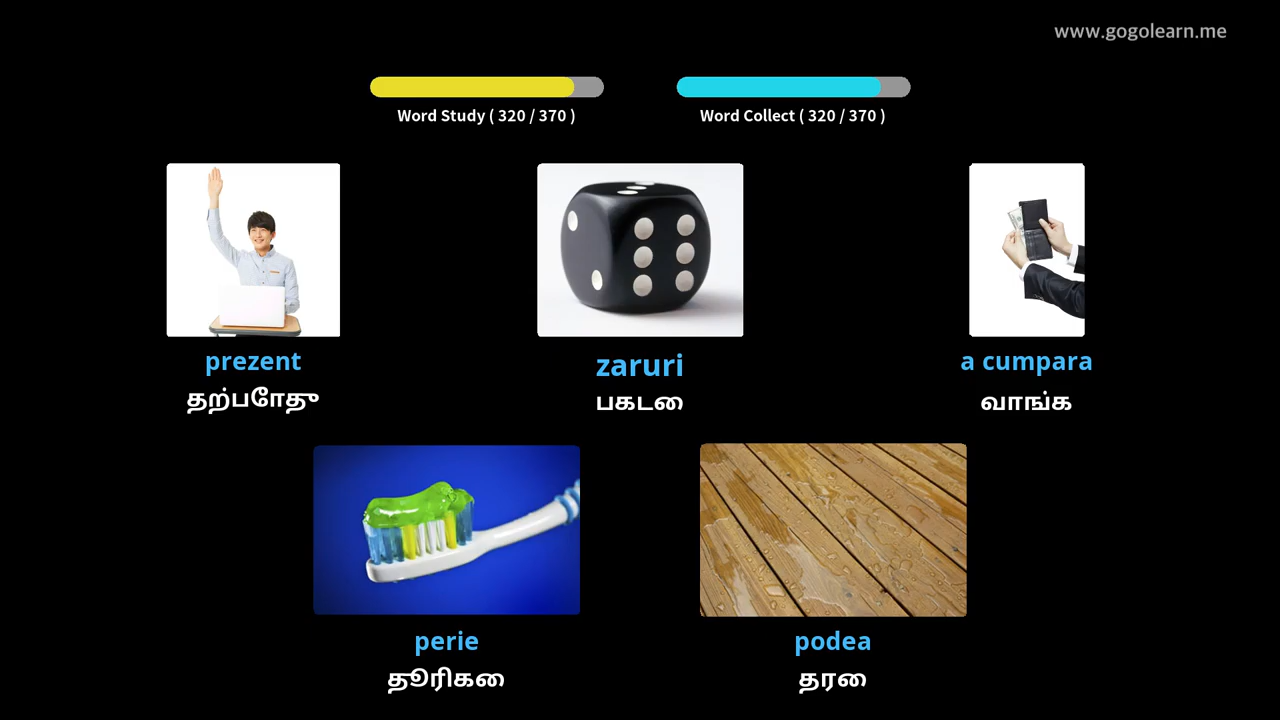 www.gogolearn.me
Word Study ( 320 / 370 )
Word Collect ( 320 / 370 )
prezent
zaruri
a cumpara
தற்போது
பகடை
வாங்க
perie
podea
தூரிகை
தரை